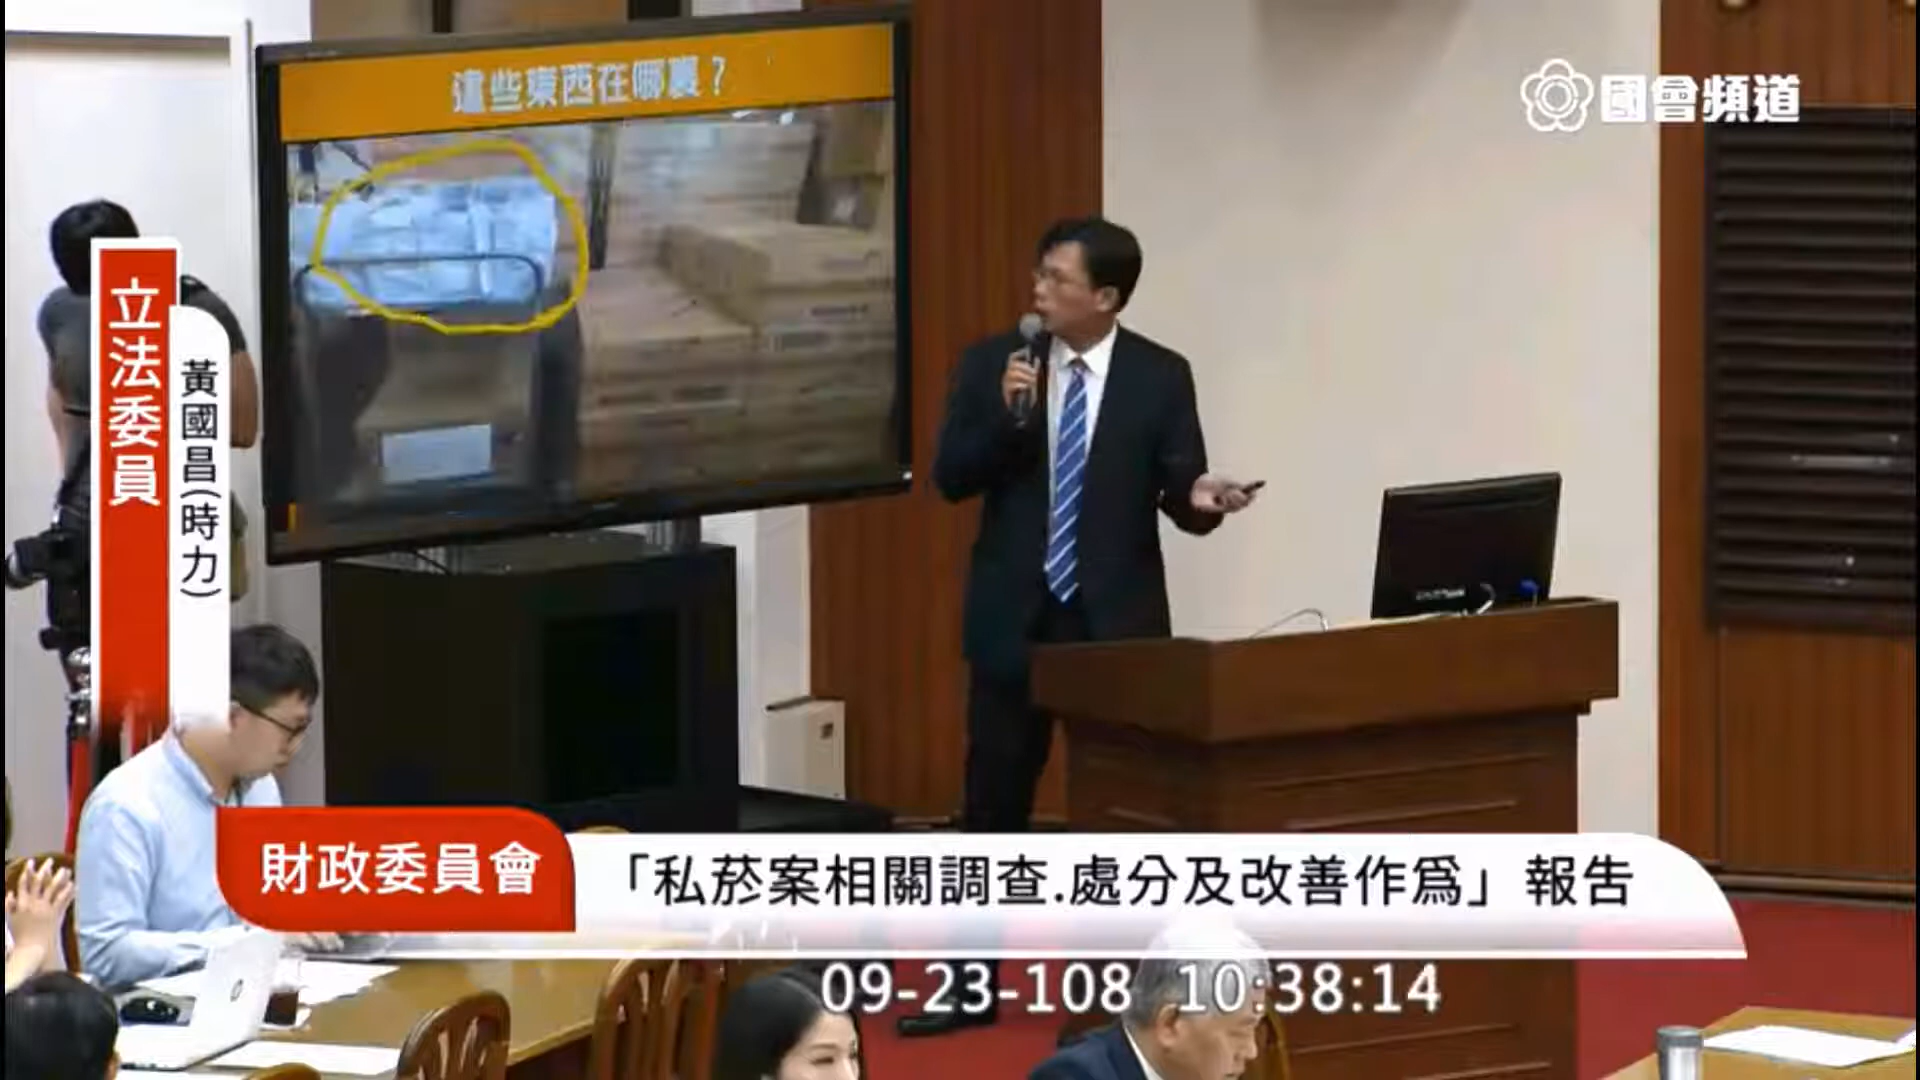 這些東西在哪裏？
國會頻道
立法委員
黃國昌(時力)
財政委員會
「私菸案相關調查.處分及改善作為」報告
09-23-108 10:38:14